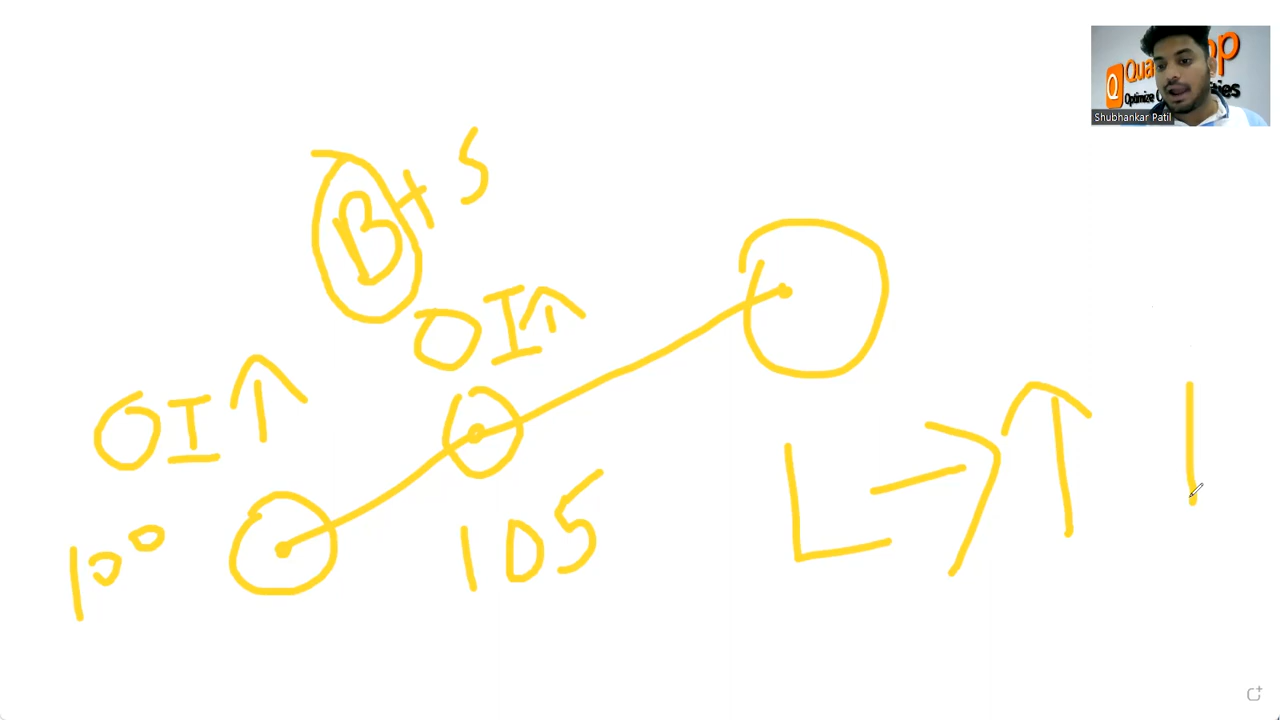 Shubhankar Patil
B + S
OI↑
OI↑
100
105
L → ↑